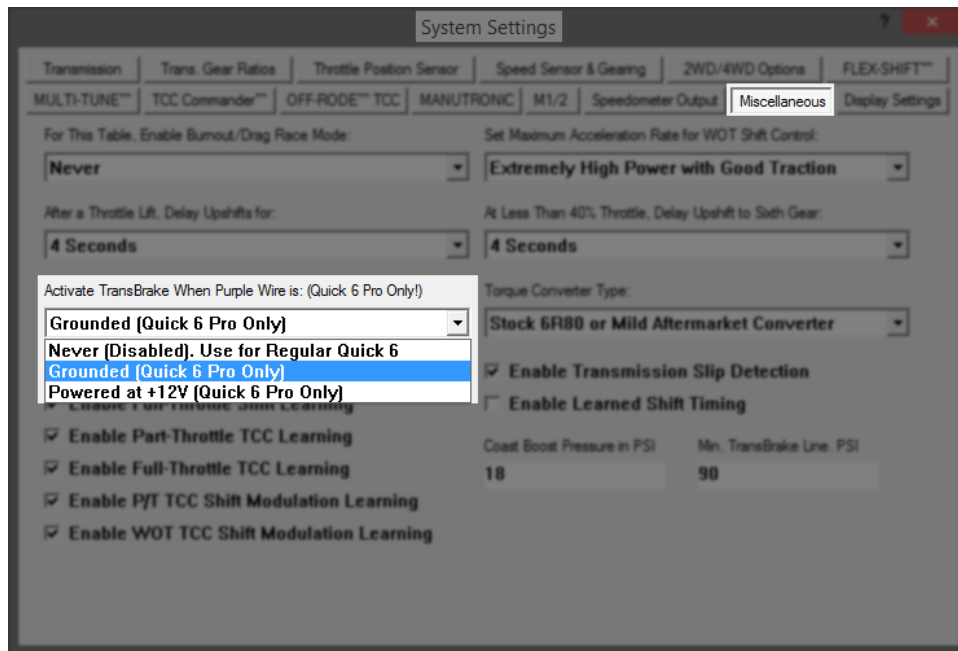 System Settings
? ×
Transmission Trans. Gear Ratios Throttle Position Sensor Speed Sensor & Gearing 2WD/4WD Options FLEX-SHIFT™
MULTI-TUNE™ TCC Commander™ OFF-RODE™ TCC MANUTRONIC M1/2 Speedometer Output Miscellaneous Display Settings
For This Table, Enable Burnout/Drag Race Mode: Set Maximum Acceleration Rate for WOT Shift Control:
Never Extremely High Power with Good Traction
After a Throttle Lift, Delay Upshifts for: At Less Than 40% Throttle, Delay Upshift to Sixth Gear:
4 Seconds 4 Seconds
Activate TransBrake When Purple Wire is: (Quick 6 Pro Only!) Torque Converter Type:
Grounded (Quick 6 Pro Only) Stock 6R80 or Mild Aftermarket Converter
Never (Disabled). Use for Regular Quick 6
Grounded (Quick 6 Pro Only) Enable Transmission Slip Detection
Powered at +12V (Quick 6 Pro Only)
Enable Full-Throttle Shift Learning Enable Learned Shift Timing
Enable Part-Throttle TCC Learning Coast Boost Pressure in PSI Min. TransBrake Line. PSI
Enable Full-Throttle TCC Learning 18 90
Enable P/T TCC Shift Modulation Learning
Enable WOT TCC Shift Modulation Learning